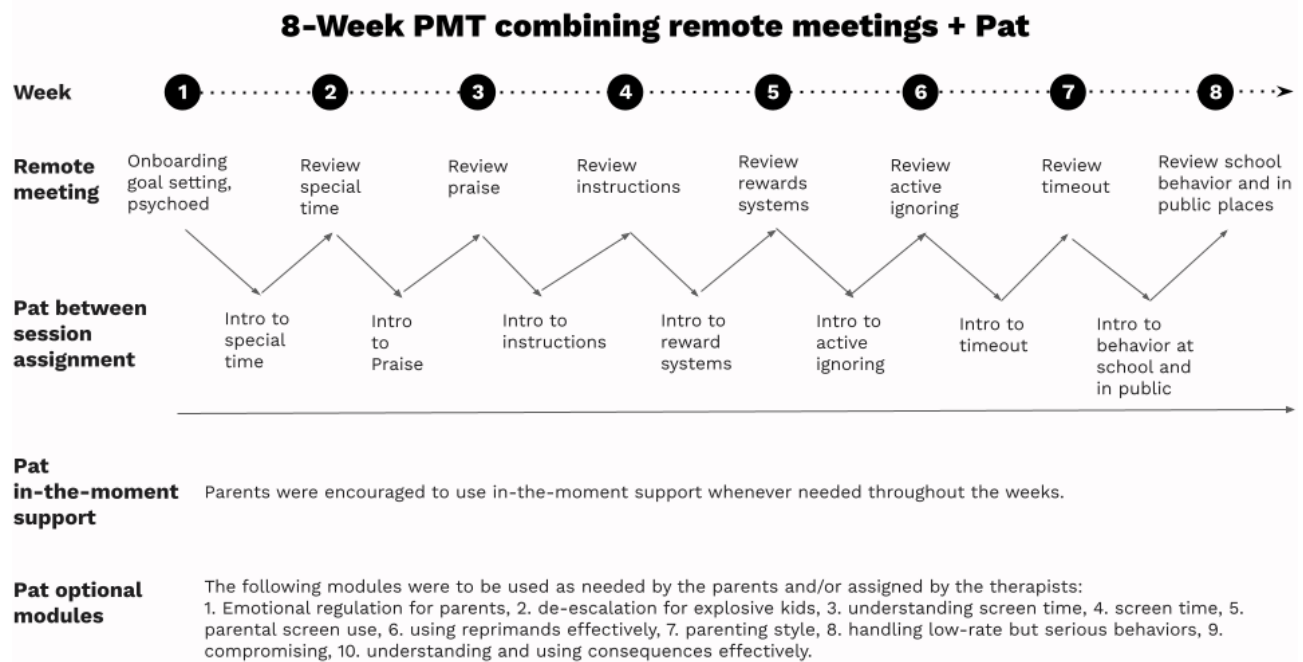 8-Week PMT combining remote meetings + Pat
Week
1
2
3
4
5
6
7
8
Remote
meeting
Onboarding
goal setting,
psychoed
Review
special
time
Review
praise
Review
instructions
Review
rewards
systems
Review
active
ignoring
Review
timeout
Review school
behavior and in
public places
Pat between
session
assignment
Intro to
special
time
Intro
to
Praise
Intro to
instructions
Intro to
reward
systems
Intro to
active
ignoring
Intro to
timeout
Intro to
behavior at
school and
in public
Pat
in-the-moment
support
Parents were encouraged to use in-the-moment support whenever needed throughout the weeks.
Pat optional
modules
The following modules were to be used as needed by the parents and/or assigned by the therapists:
1. Emotional regulation for parents, 2. de-escalation for explosive kids, 3. understanding screen time, 4. screen time, 5.
parental screen use, 6. using reprimands effectively, 7. parenting style, 8. handling low-rate but serious behaviors, 9.
compromising, 10. understanding and using consequences effectively.